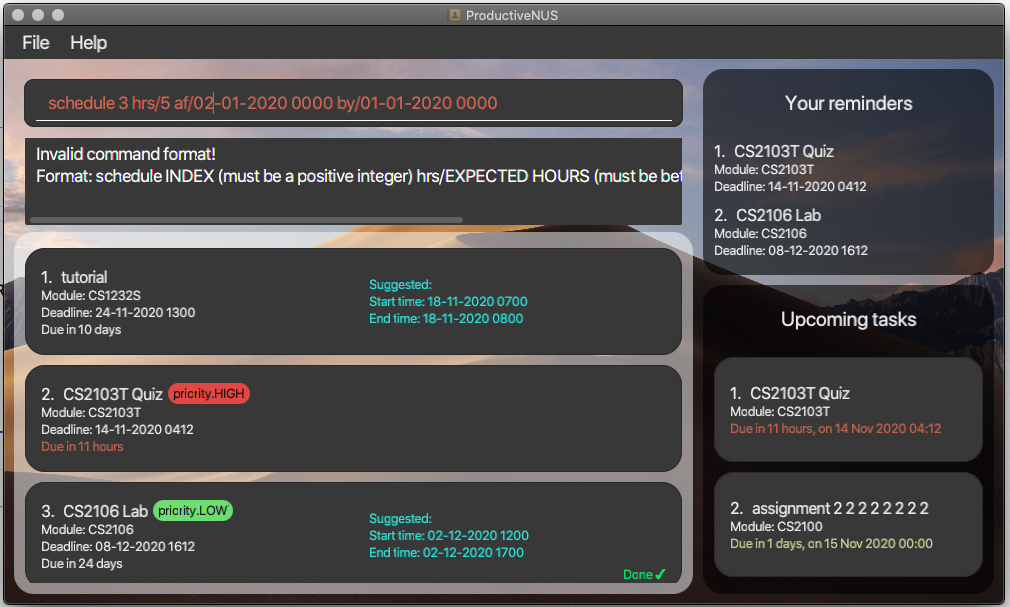 ProductiveNUS
File Help
schedule 3 hrs/5 af/02-01-2020 0000 by/01-01-2020 0000
Invalid command format!
Format: schedule INDEX (must be a positive integer) hrs/EXPECTED HOURS (must be bet
1. tutorial
Module: CS1232S
Deadline: 24-11-2020 1300
Due in 10 days
Suggested:
Start time: 18-11-2020 0700
End time: 18-11-2020 0800
2. CS2103T Quiz priority.HIGH
Module: CS2103T
Deadline: 14-11-2020 0412
Due in 11 hours
3. CS2106 Lab priority.LOW
Module: CS2106
Deadline: 08-12-2020 1612
Due in 24 days
Suggested:
Start time: 02-12-2020 1200
End time: 02-12-2020 1700
Done ✓
Your reminders
1. CS2103T Quiz
Module: CS2103T
Deadline: 14-11-2020 0412
2. CS2106 Lab
Module: CS2106
Deadline: 08-12-2020 1612
Upcoming tasks
1. CS2103T Quiz
Module: CS2103T
Due in 11 hours, on 14 Nov 2020 04:12
2. assignment 2 2 2 2 2 2 2 2
Module: CS2100
Due in 1 days, on 15 Nov 2020 00:00